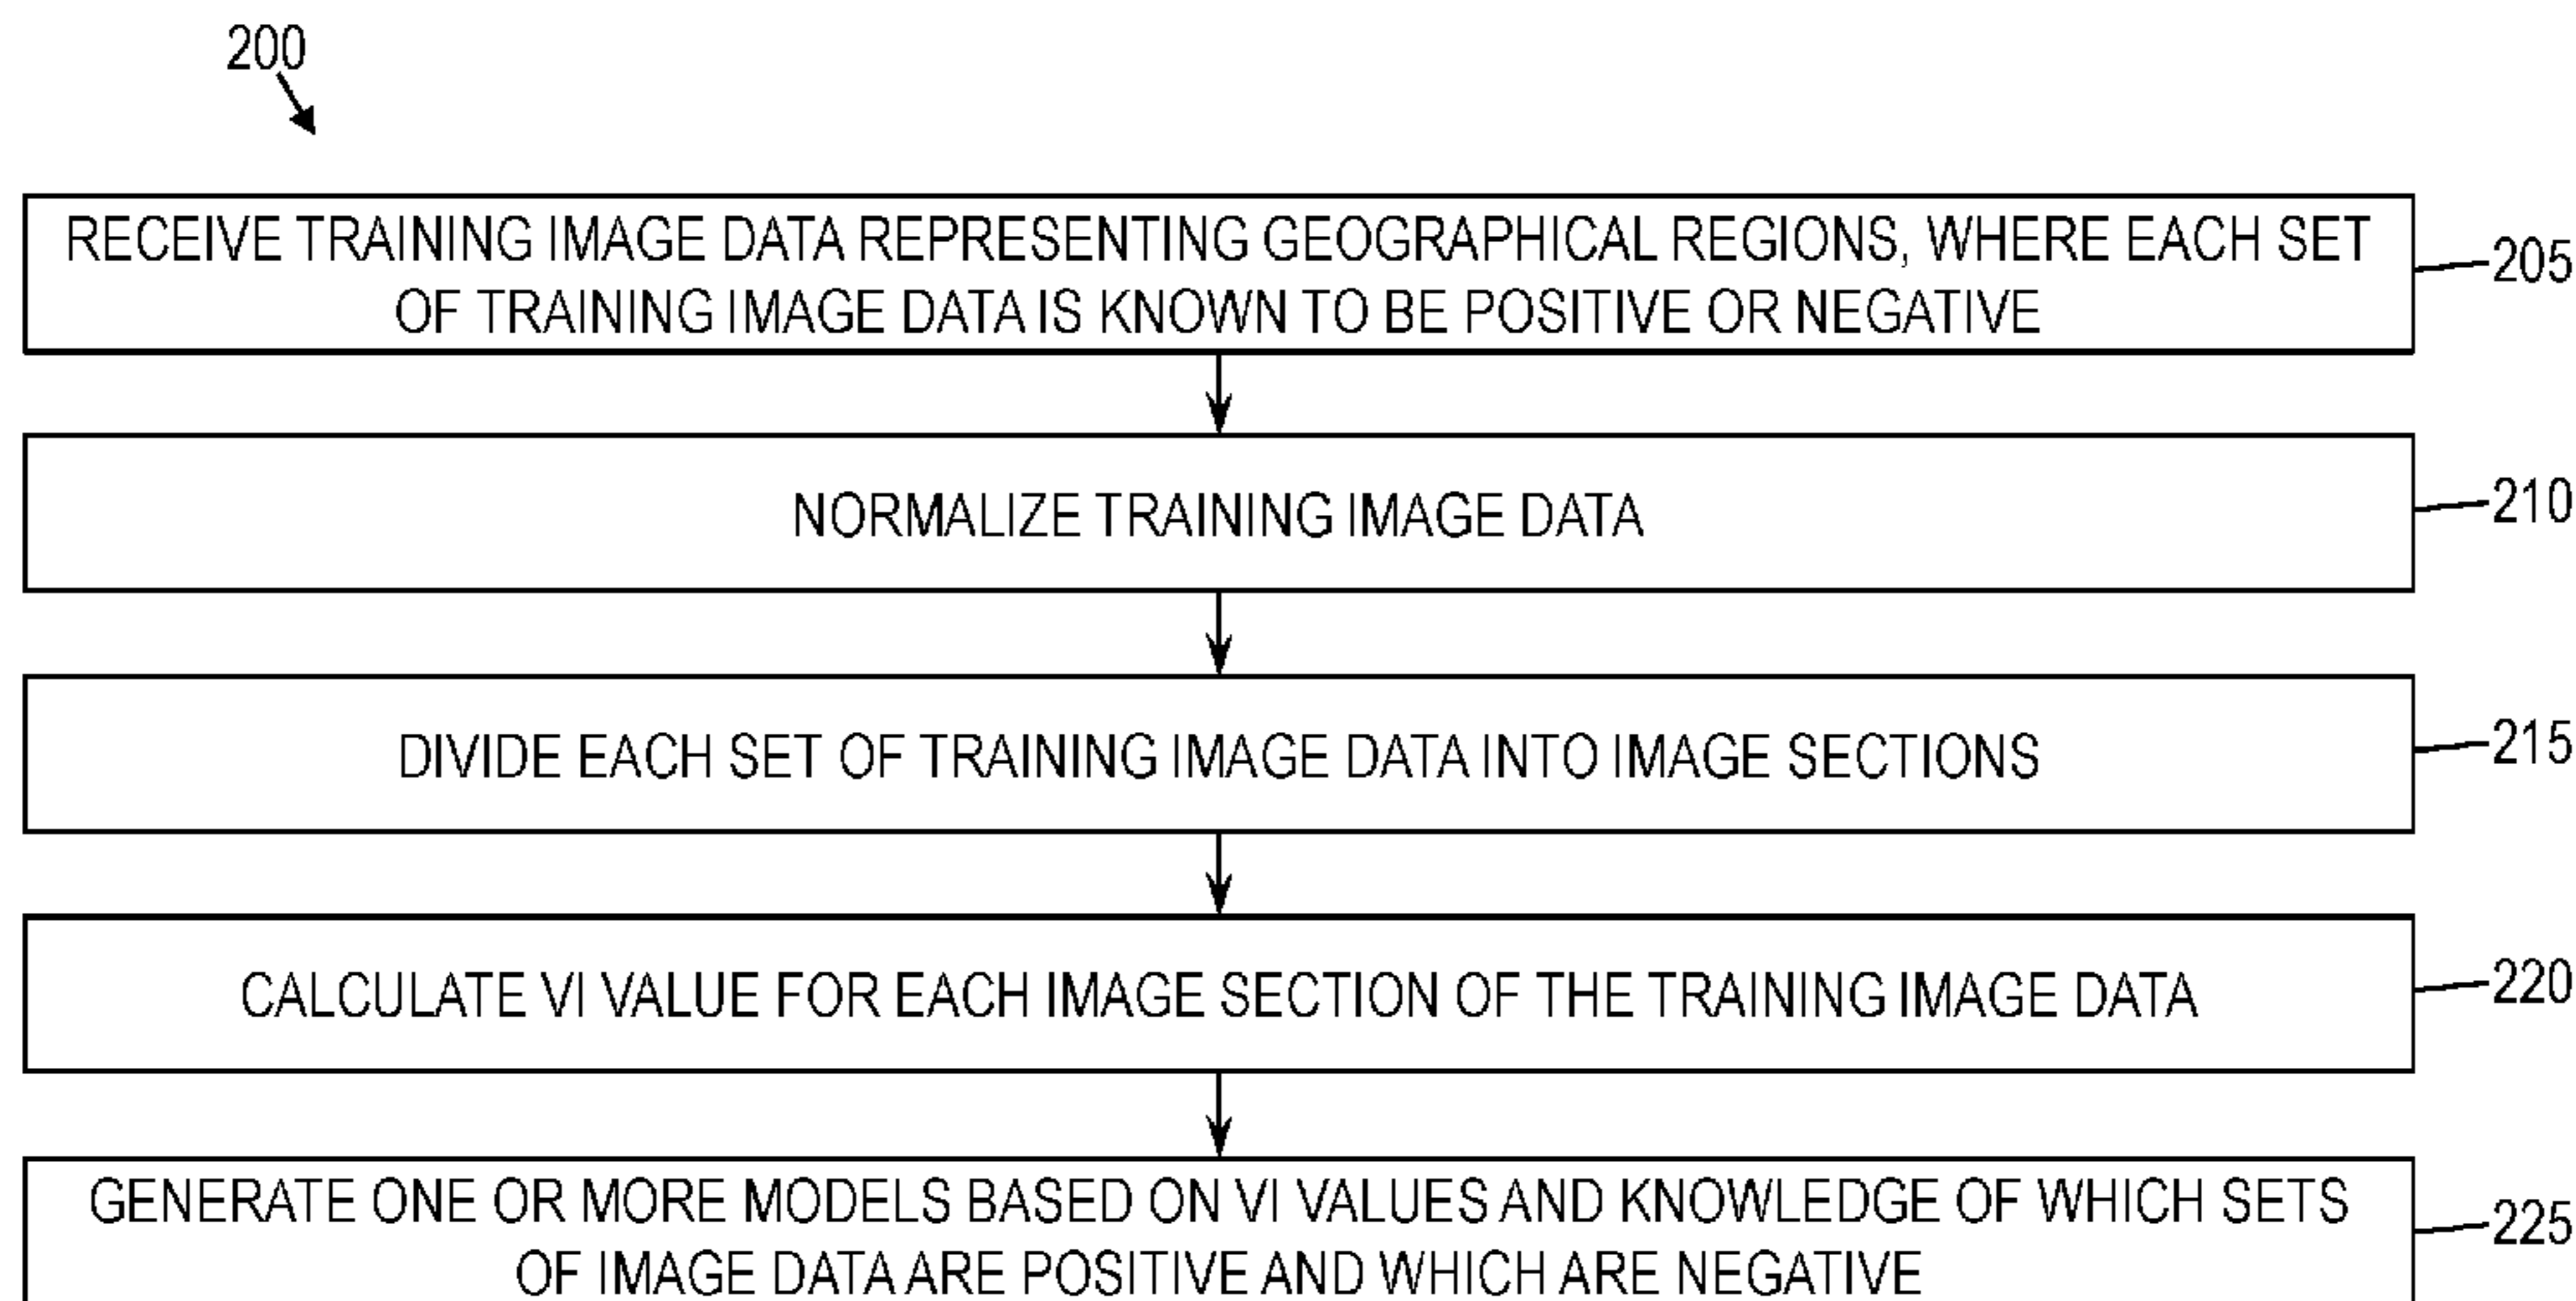 200
RECEIVE TRAINING IMAGE DATA REPRESENTING GEOGRAPHICAL REGIONS, WHERE EACH SET
OF TRAINING IMAGE DATA IS KNOWN TO BE POSITIVE OR NEGATIVE
205
NORMALIZE TRAINING IMAGE DATA
210
DIVIDE EACH SET OF TRAINING IMAGE DATA INTO IMAGE SECTIONS
215
CALCULATE VI VALUE FOR EACH IMAGE SECTION OF THE TRAINING IMAGE DATA
220
GENERATE ONE OR MORE MODELS BASED ON VI VALUES AND KNOWLEDGE OF WHICH SETS
OF IMAGE DATA ARE POSITIVE AND WHICH ARE NEGATIVE
225